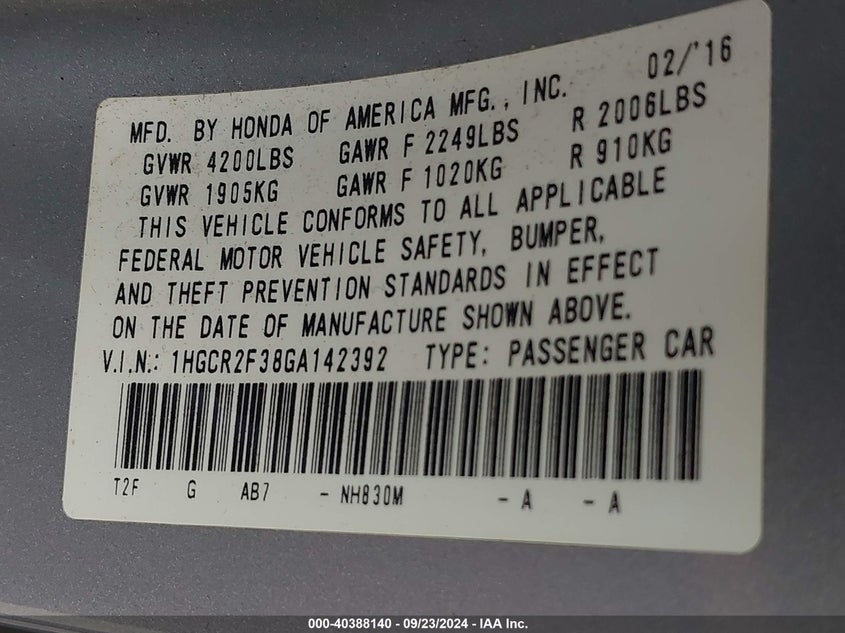 02/'16
MFD. BY HONDA OF AMERICA MFG., INC.
GVWR 4200LBS GAWR F 2249LBS R 2006LBS
GVWR 1905KG GAWR F 1020KG R 910KG
THIS VEHICLE CONFORMS TO ALL APPLICABLE
FEDERAL MOTOR VEHICLE SAFETY, BUMPER,
AND THEFT PREVENTION STANDARDS IN EFFECT
ON THE DATE OF MANUFACTURE SHOWN ABOVE.
V.I.N.: 1HGCR2F38GA142392 TYPE: PASSENGER CAR
T2F G AB7 - NH830M - A - A
000-40388140 - 09/23/2024 - IAA Inc.